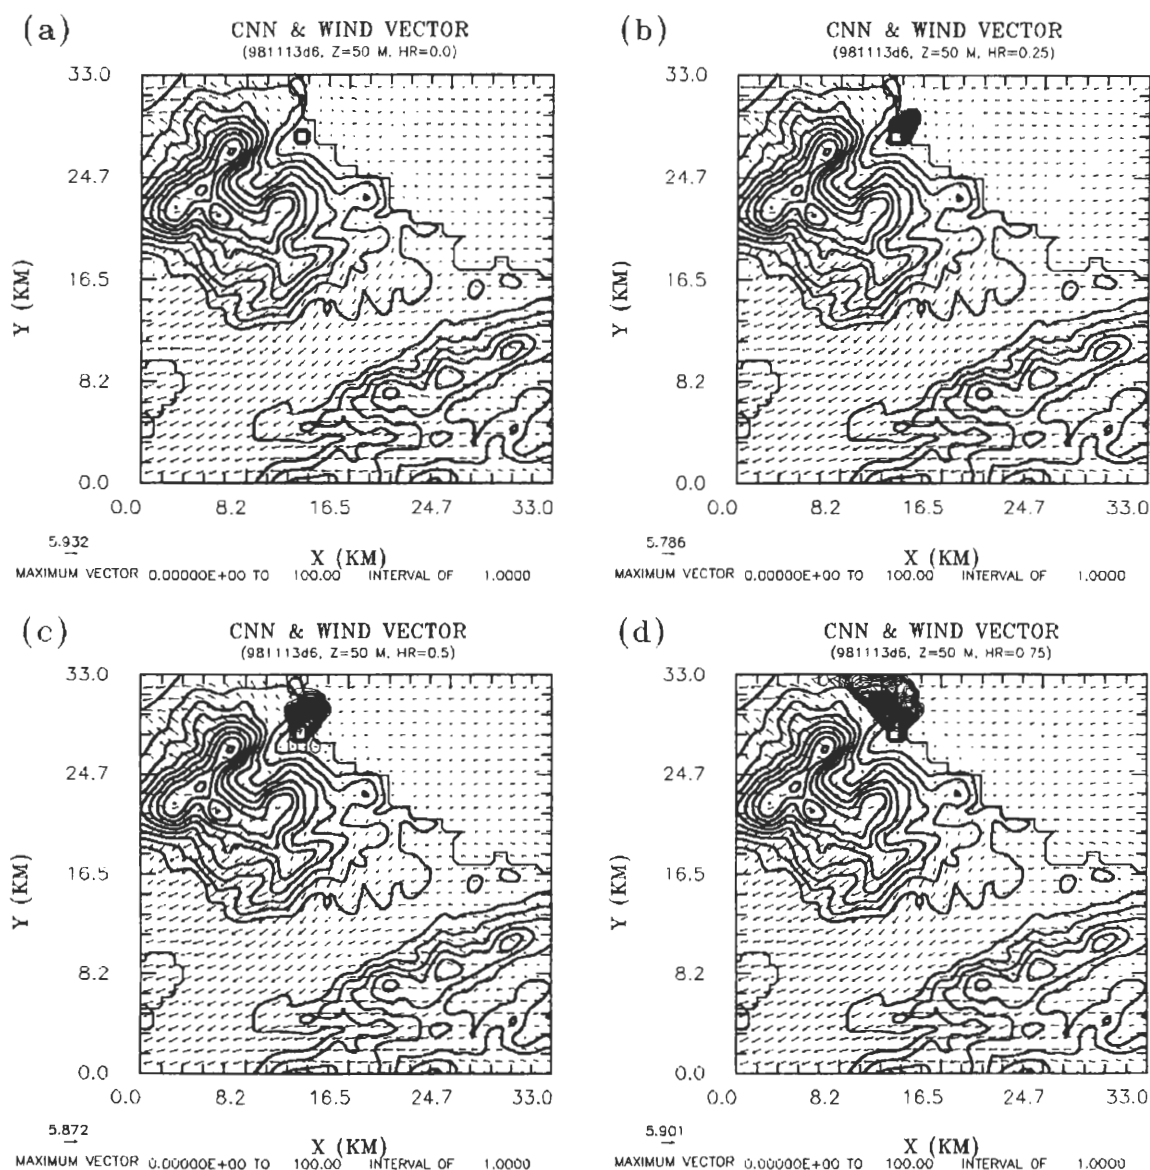 (a)
CNN & WIND VECTOR
(981113d6, Z=50 M, HR=0.0)
33.0
24.7
16.5
8.2
0.0
Y (KM)
0.0 8.2 16.5 24.7 33.0
X (KM)
5.932
MAXIMUM VECTOR 0.00000E+00 TO 100.00 INTERVAL OF 1.0000
(b)
CNN & WIND VECTOR
(981113d6, Z=50 M, HR=0.25)
33.0
24.7
16.5
8.2
0.0
Y (KM)
0.0 8.2 16.5 24.7 33.0
X (KM)
5.786
MAXIMUM VECTOR 0.00000E+00 TO 100.00 INTERVAL OF 1.0000
(c)
CNN & WIND VECTOR
(981113d6, Z=50 M, HR=0.5)
33.0
24.7
16.5
8.2
0.0
Y (KM)
0.0 8.2 16.5 24.7 33.0
X (KM)
5.872
MAXIMUM VECTOR 0.00000E+00 TO 100.00 INTERVAL OF 1.0000
(d)
CNN & WIND VECTOR
(981113d6, Z=50 M, HR=0.75)
33.0
24.7
16.5
8.2
0.0
Y (KM)
0.0 8.2 16.5 24.7 33.0
X (KM)
5.901
MAXIMUM VECTOR 0.00000E+00 TO 100.00 INTERVAL OF 1.0000